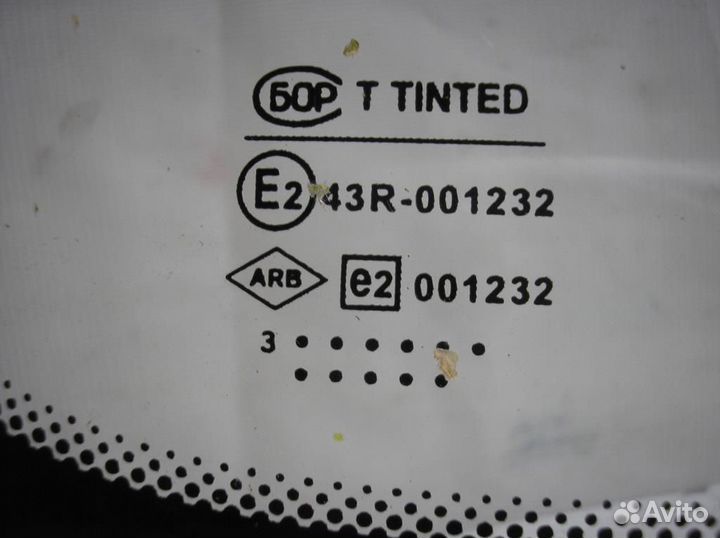 БОР T TINTED
E2 43R-001232
ARB e2 001232
3
Avito